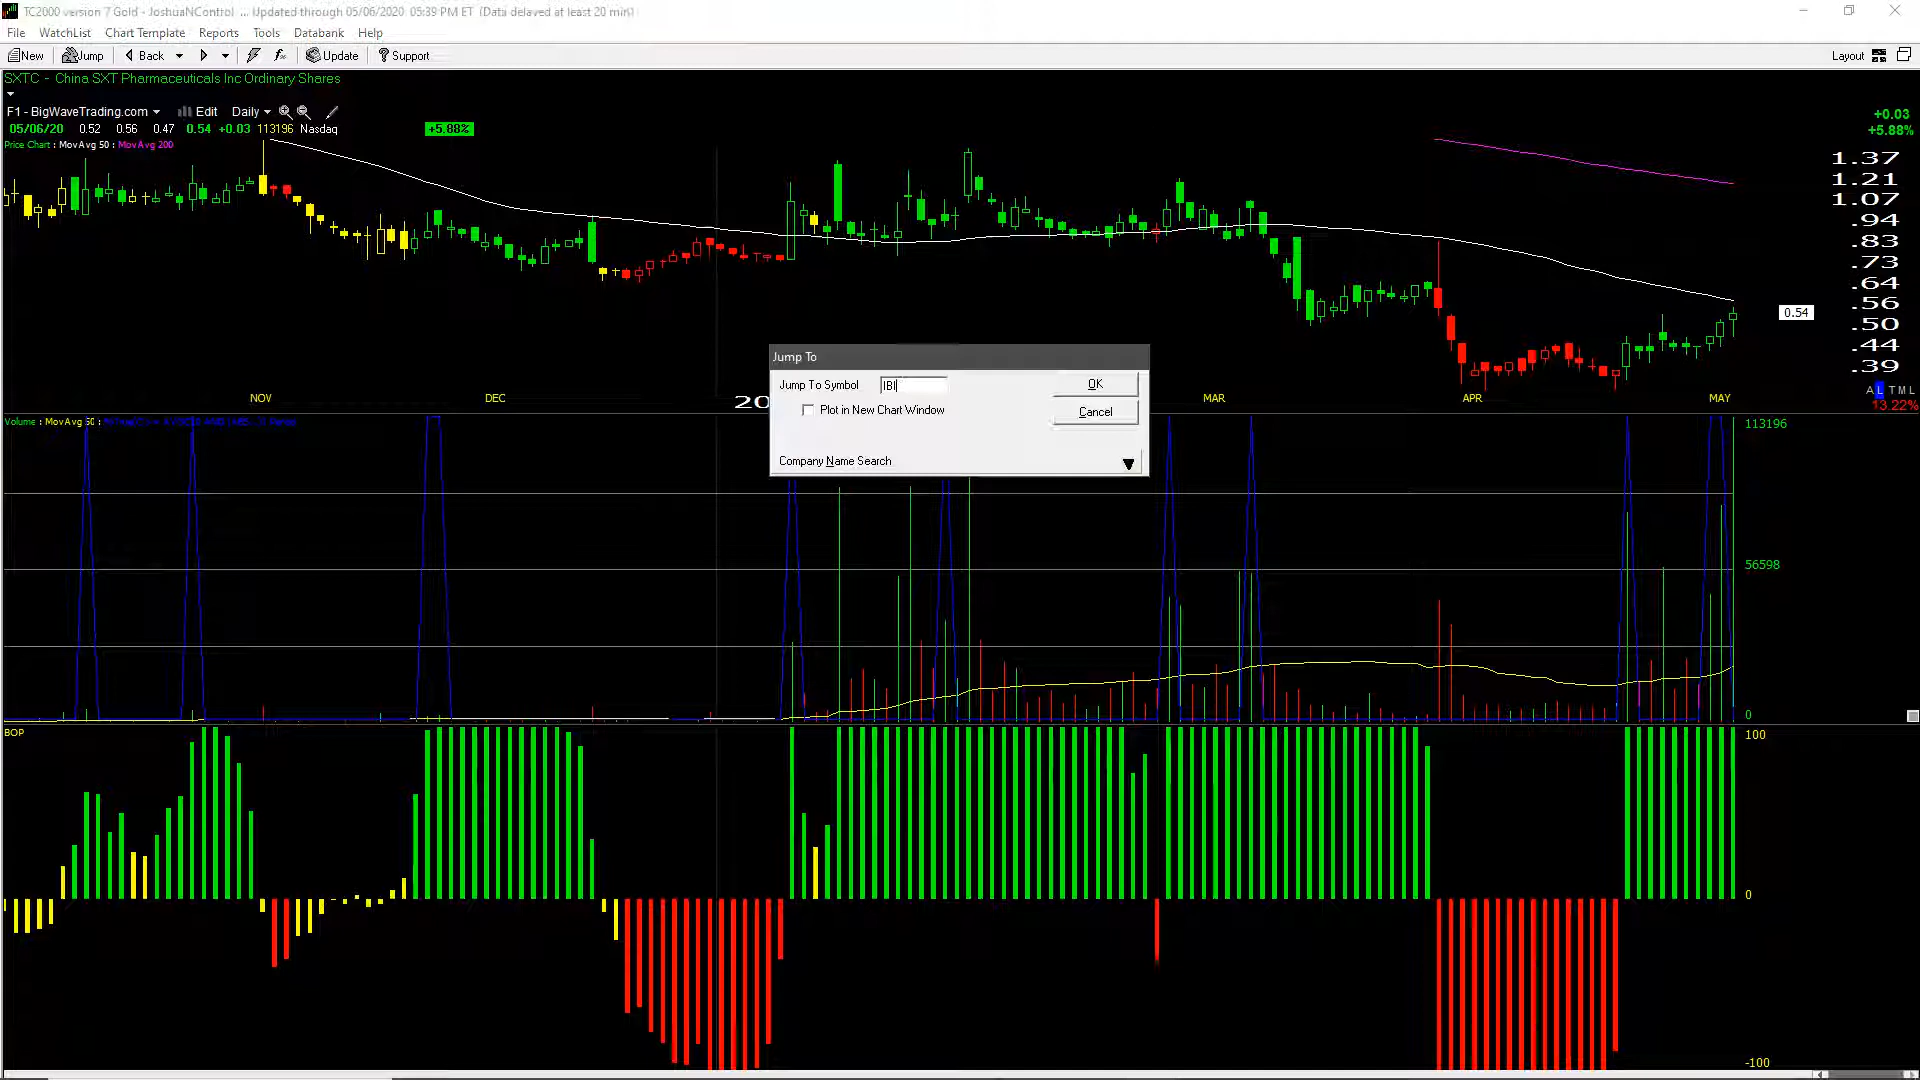 TC2000 version 7 Gold - JoshuaNControl ... Updated through 05/06/2020 05:39 PM ET (Data delayed at least 20 min)
File WatchList Chart Template Reports Tools Databank Help
New Jump Back Update Support Layout
SXTC - China SXT Pharmaceuticals Inc Ordinary Shares
F1 - BigWaveTrading.com Edit Daily
05/06/20 0.52 0.56 0.47 0.54 +0.03 113196 Nasdaq +5.88%
+0.03
+5.88%
Price Chart : MovAvg 50 : MovAvg 200
1.37
1.21
1.07
.94
.83
.73
.64
.56
0.54
.50
.44
.39
Jump To
Jump To Symbol IBI OK
Plot in New Chart Window Cancel
Company Name Search
A L T M L
NOV DEC 20 MAR APR MAY
13.22%
Volume : MovAvg 50 :
113196
56598
0
BOP
100
0
-100